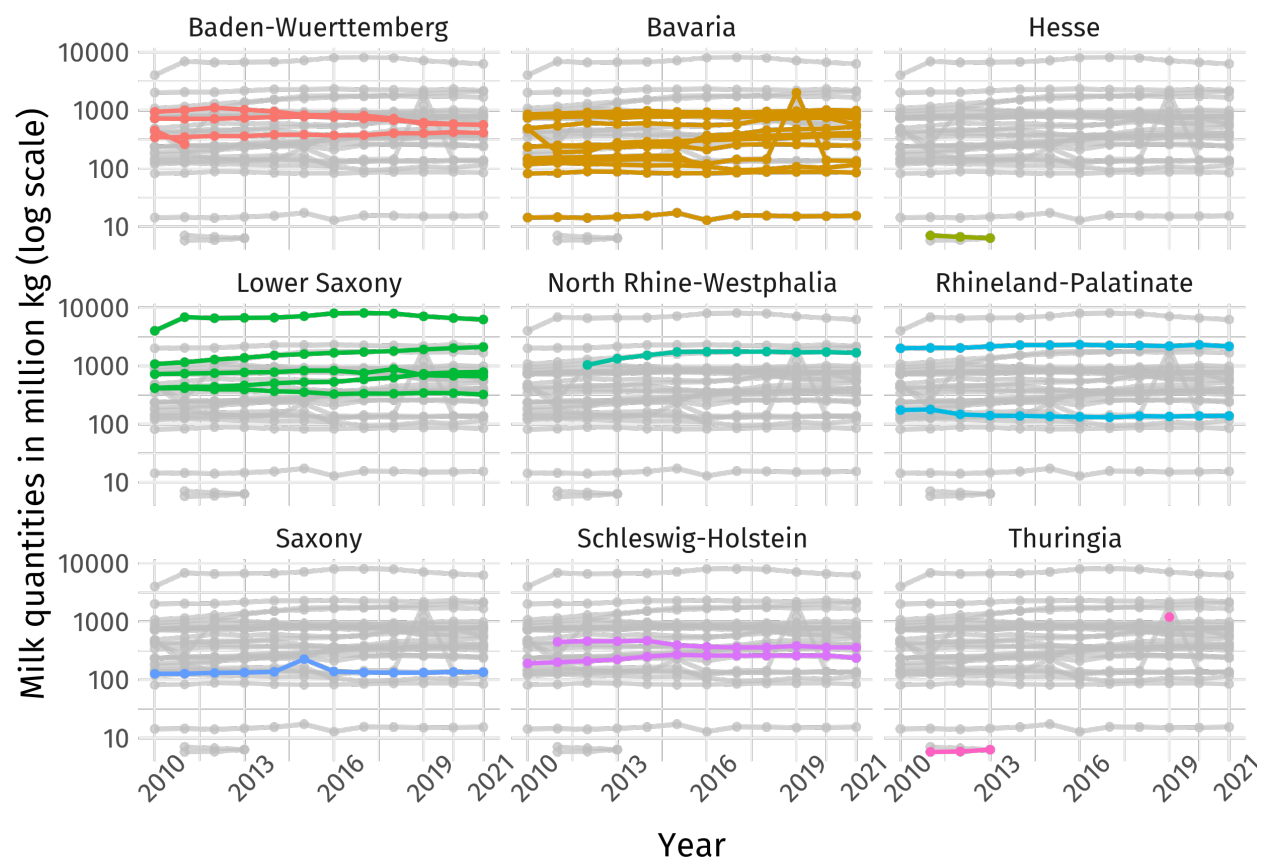 Baden-Wuerttemberg Bavaria Hesse
10000
1000
100
10
Lower Saxony North Rhine-Westphalia Rhineland-Palatinate
10000
1000
100
10
Saxony Schleswig-Holstein Thuringia
10000
1000
100
10
2010 2013 2016 2019 2021 2010 2013 2016 2019 2021 2010 2013 2016 2019 2021
Year
Milk quantities in million kg (log scale)